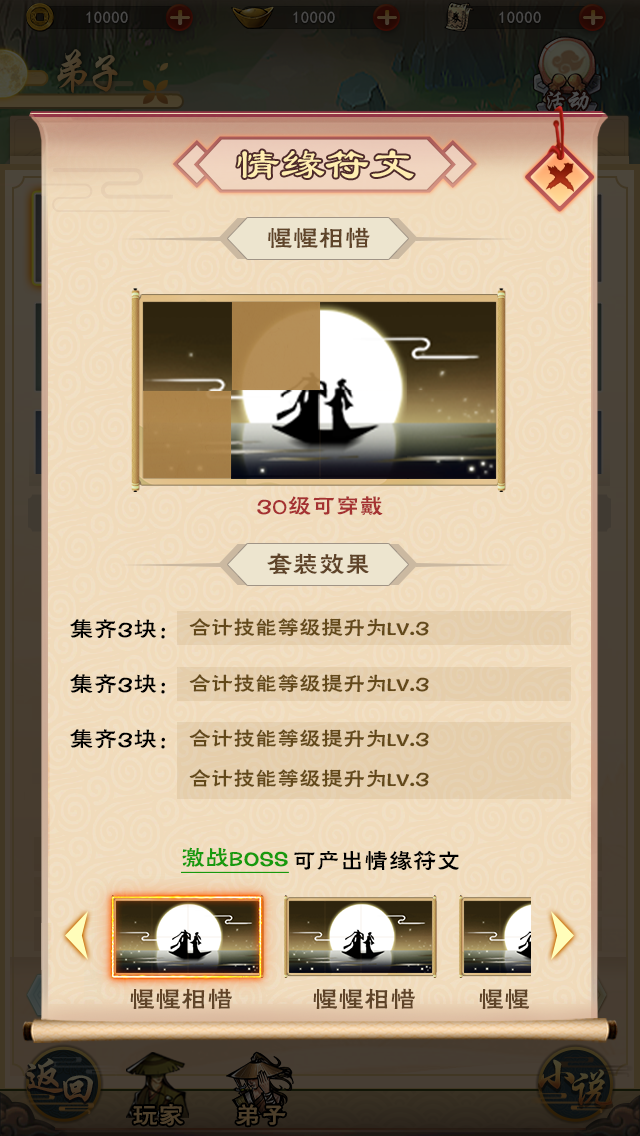 10000
10000
10000
弟子
活动
情缘符文
惺惺相惜
30级可穿戴
套装效果
集齐3块： 合计技能等级提升为LV.3
集齐3块： 合计技能等级提升为LV.3
集齐3块： 合计技能等级提升为LV.3
合计技能等级提升为LV.3
激战BOSS 可产出情缘符文
惺惺相惜
惺惺相惜
惺惺
返回
玩家
弟子
小说